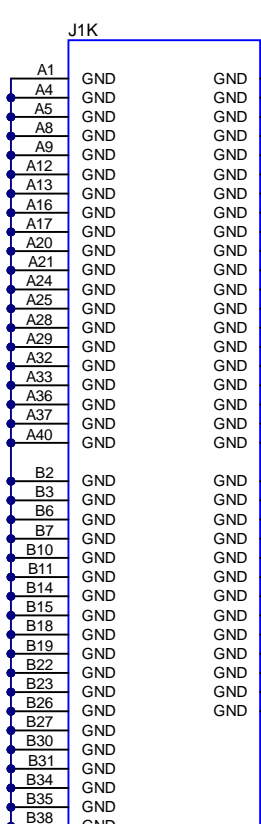 J1K
A1 GND GND
A4 GND GND
A5 GND GND
A8 GND GND
A9 GND GND
A12 GND GND
A13 GND GND
A16 GND GND
A17 GND GND
A20 GND GND
A21 GND GND
A24 GND GND
A25 GND GND
A28 GND GND
A29 GND GND
A32 GND GND
A33 GND GND
A36 GND GND
A37 GND GND
A40 GND GND
B2 GND GND
B3 GND GND
B6 GND GND
B7 GND GND
B10 GND GND
B11 GND GND
B14 GND GND
B15 GND GND
B18 GND GND
B19 GND GND
B22 GND GND
B23 GND GND
B26 GND GND
B27 GND
B30 GND
B31 GND
B34 GND
B35 GND
B38 GND